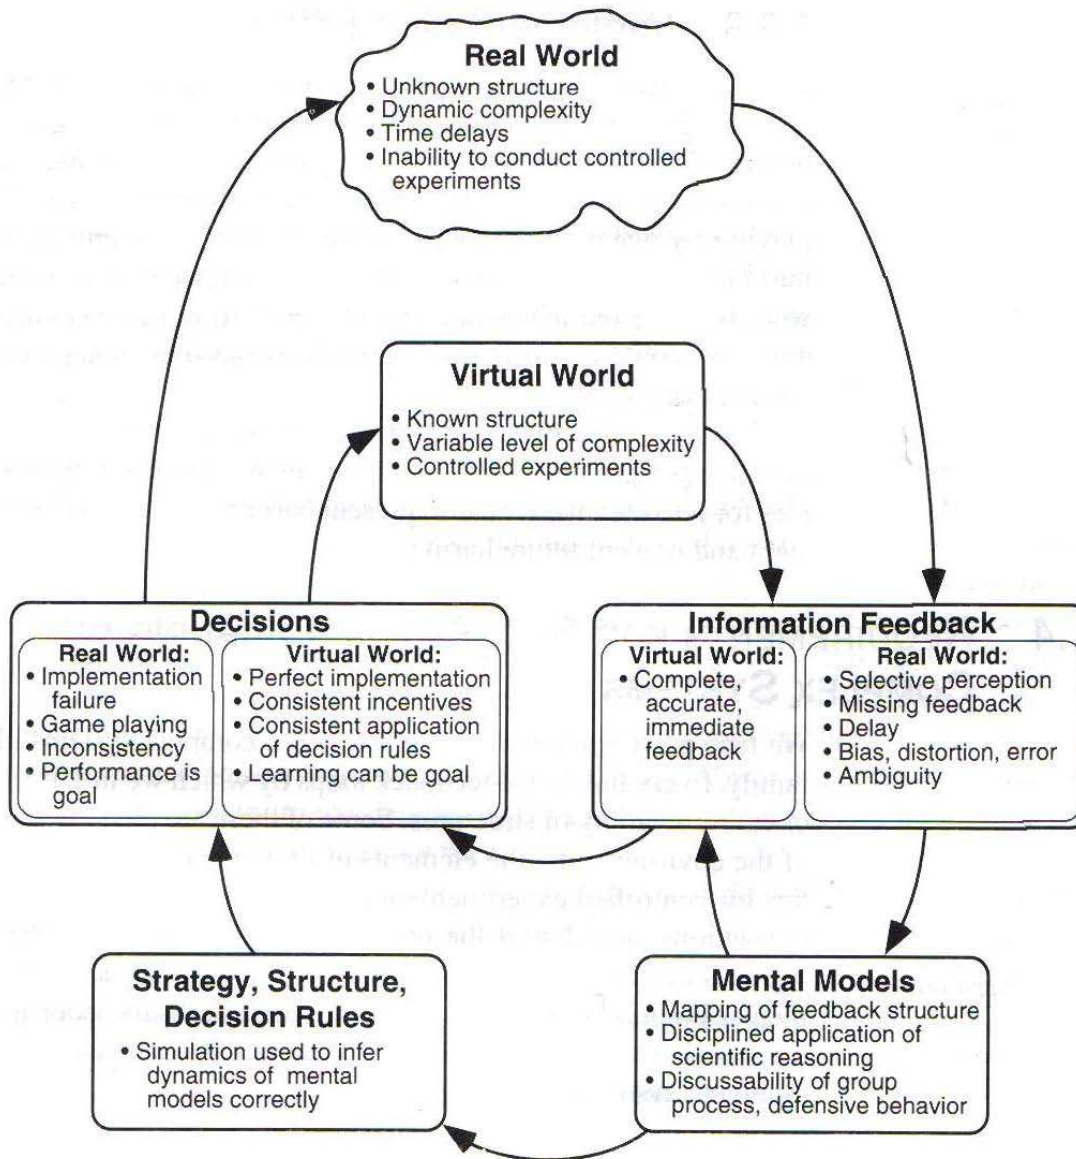 Real World
• Unknown structure
• Dynamic complexity
• Time delays
• Inability to conduct controlled
experiments
Virtual World
• Known structure
• Variable level of complexity
• Controlled experiments
Decisions
Real World:
• Implementation
failure
• Game playing
• Inconsistency
• Performance is
goal
Virtual World:
• Perfect implementation
• Consistent incentives
• Consistent application
of decision rules
• Learning can be goal
Information Feedback
Virtual World:
• Complete,
accurate,
immediate
feedback
Real World:
• Selective perception
• Missing feedback
• Delay
• Bias, distortion, error
• Ambiguity
Strategy, Structure,
Decision Rules
• Simulation used to infer
dynamics of mental
models correctly
Mental Models
• Mapping of feedback structure
• Disciplined application of
scientific reasoning
• Discussability of group
process, defensive behavior